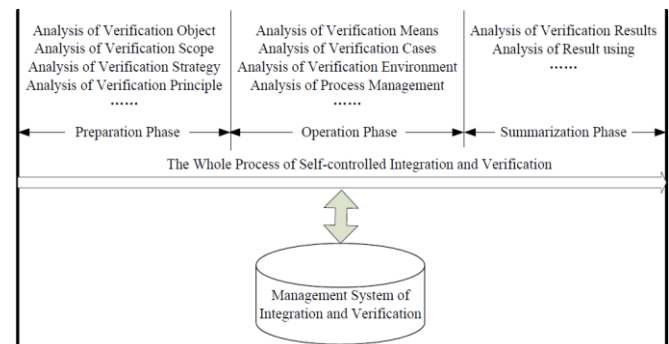 Analysis of Verification Object
Analysis of Verification Scope
Analysis of Verification Strategy
Analysis of Verification Principle
……
Analysis of Verification Means
Analysis of Verification Cases
Analysis of Verification Environment
Analysis of Process Management
……
Analysis of Verification Results
Analysis of Result using
……
Preparation Phase
Operation Phase
Summarization Phase
The Whole Process of Self-controlled Integration and Verification
Management System of
Integration and Verification